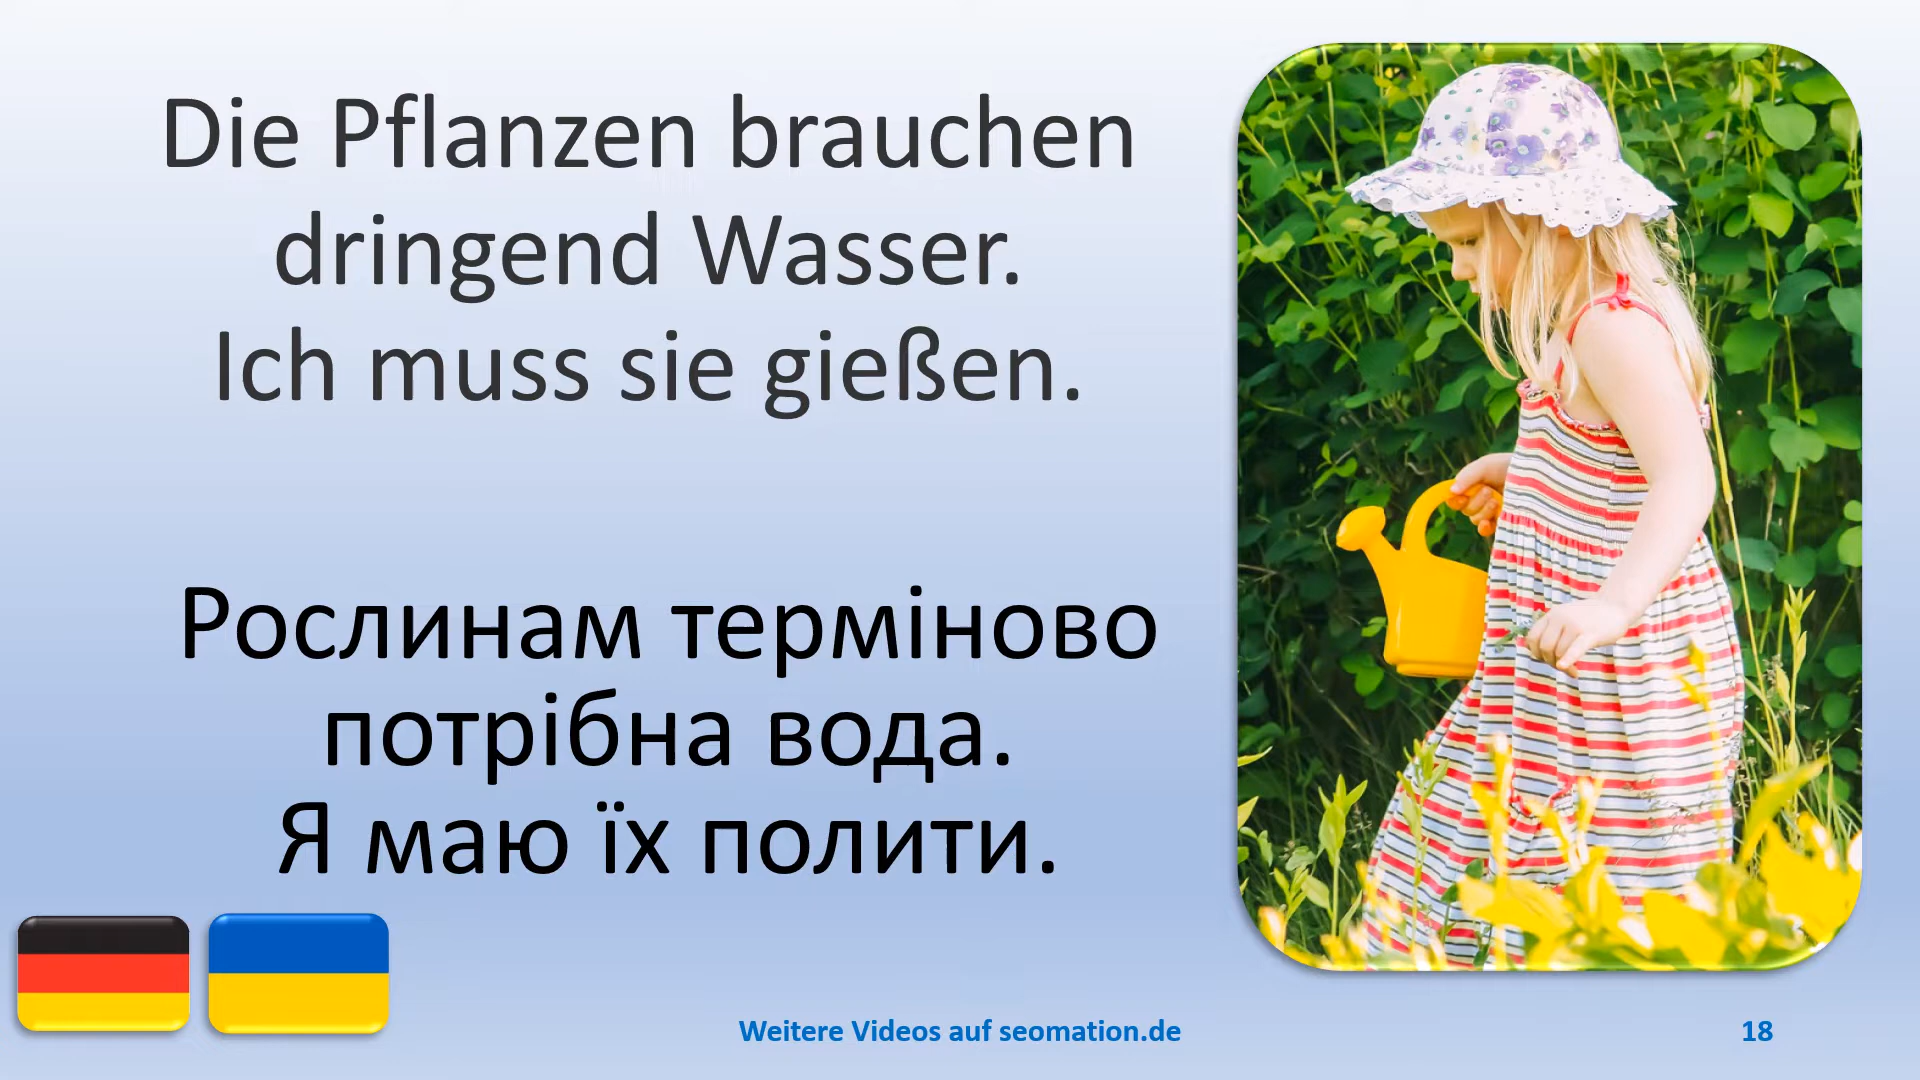 Die Pflanzen brauchen
dringend Wasser.
Ich muss sie gießen.
Рослинам терміново
потрібна вода.
Я маю їх полити.
Weitere Videos auf seomation.de
18